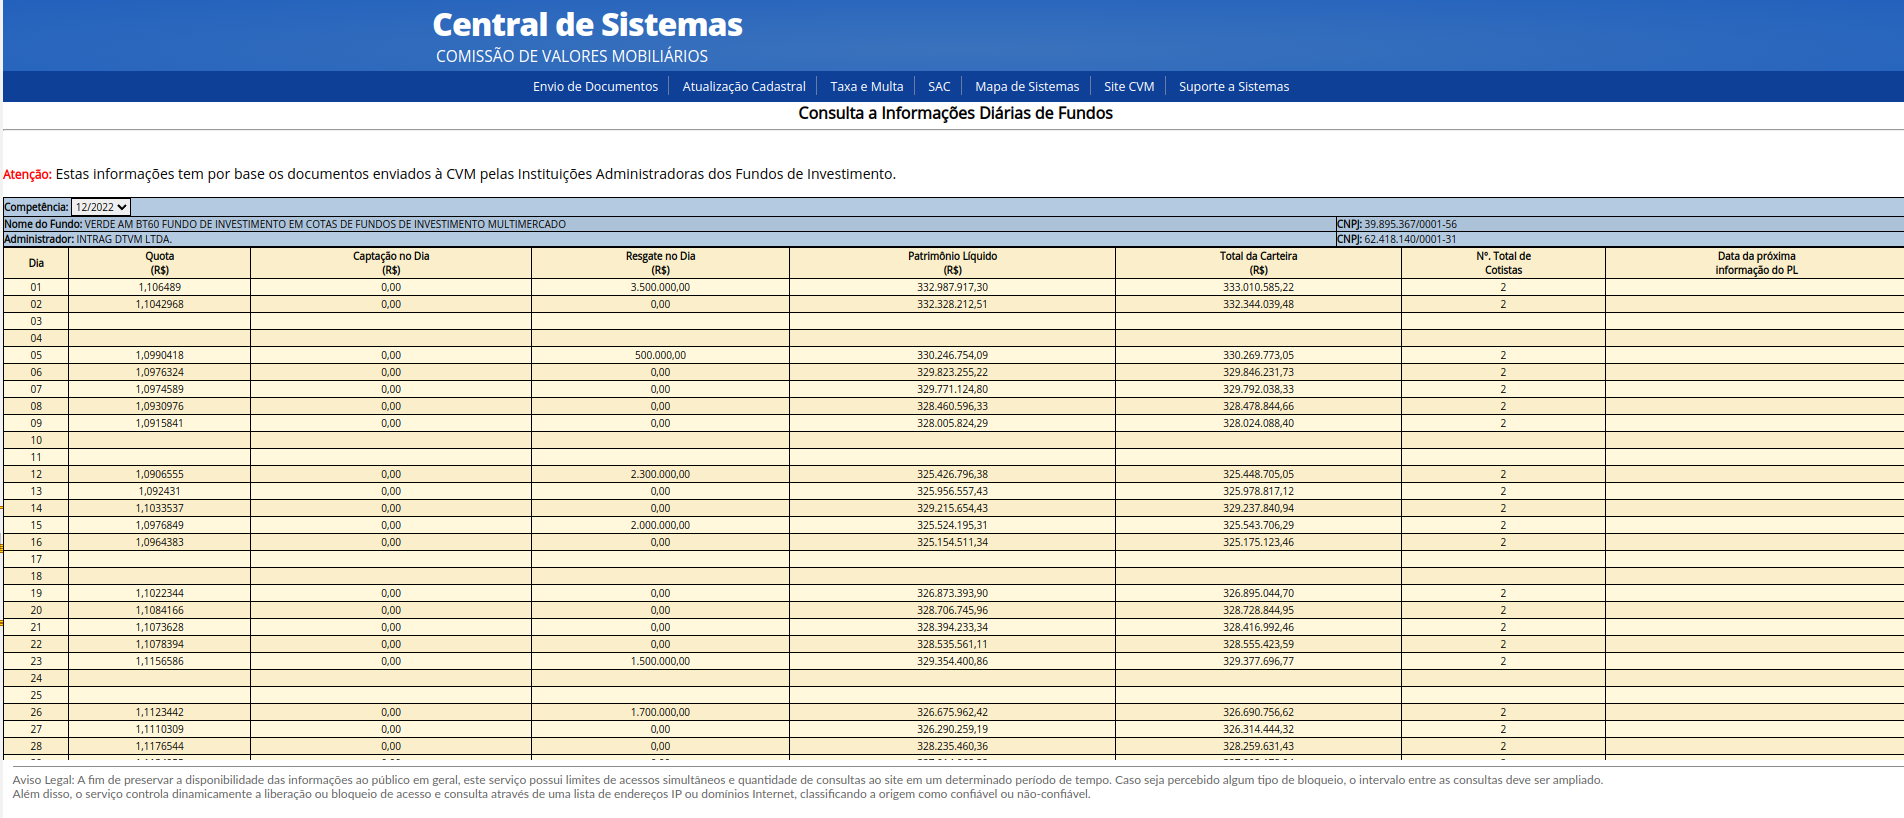 Central de Sistemas
COMISSÃO DE VALORES MOBILIÁRIOS
Envio de Documentos Atualização Cadastral Taxa e Multa SAC Mapa de Sistemas Site CVM Suporte a Sistemas
Consulta a Informações Diárias de Fundos
Atenção: Estas informações tem por base os documentos enviados à CVM pelas Instituições Administradoras dos Fundos de Investimento.
Competência: 12/2022
Nome do Fundo: VERDE AM BT60 FUNDO DE INVESTIMENTO EM COTAS DE FUNDOS DE INVESTIMENTO MULTIMERCADO CNPJ: 39.895.367/0001-56
Administrador: INTRAG DTVM LTDA. CNPJ: 62.418.140/0001-31
Dia Quota (R$) Captação no Dia (R$) Resgate no Dia (R$) Patrimônio Líquido (R$) Total da Carteira (R$) Nº. Total de Cotistas Data da próxima informação do PL
01 1,106489 0,00 3.500.000,00 332.987.917,30 333.010.585,22 2
02 1,1042968 0,00 0,00 332.328.212,51 332.344.039,48 2
03
04
05 1,0990418 0,00 500.000,00 330.246.754,09 330.269.773,05 2
06 1,0976324 0,00 0,00 329.823.255,22 329.846.231,73 2
07 1,0974589 0,00 0,00 329.771.124,80 329.792.038,33 2
08 1,0930976 0,00 0,00 328.460.596,33 328.478.844,66 2
09 1,0915841 0,00 0,00 328.005.824,29 328.024.088,40 2
10
11
12 1,0906555 0,00 2.300.000,00 325.426.796,38 325.448.705,05 2
13 1,092431 0,00 0,00 325.956.557,43 325.978.817,12 2
14 1,1033537 0,00 0,00 329.215.654,43 329.237.840,94 2
15 1,0976849 0,00 2.000.000,00 325.524.195,31 325.543.706,29 2
16 1,0964383 0,00 0,00 325.154.511,34 325.175.123,46 2
17
18
19 1,1022344 0,00 0,00 326.873.393,90 326.895.044,70 2
20 1,1084166 0,00 0,00 328.706.745,96 328.728.844,95 2
21 1,1073628 0,00 0,00 328.394.233,34 328.416.992,46 2
22 1,1078394 0,00 0,00 328.535.561,11 328.555.423,59 2
23 1,1156586 0,00 1.500.000,00 329.354.400,86 329.377.696,77 2
24
25
26 1,1123442 0,00 1.700.000,00 326.675.962,42 326.690.756,62 2
27 1,1110309 0,00 0,00 326.290.259,19 326.314.444,32 2
28 1,1176544 0,00 0,00 328.235.460,36 328.259.631,43 2
Aviso Legal: A fim de preservar a disponibilidade das informações ao público em geral, este serviço possui limites de acessos simultâneos e quantidade de consultas ao site em um determinado período de tempo. Caso seja percebido algum tipo de bloqueio, o intervalo entre as consultas deve ser ampliado.
Além disso, o serviço controla dinamicamente a liberação ou bloqueio de acesso e consulta através de uma lista de endereços IP ou domínios Internet, classificando a origem como confiável ou não-confiável.